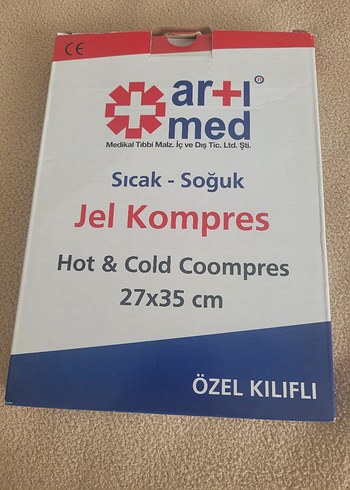 CE
artı
med
®
Medikal Tıbbi Malz. İç ve Dış Tic. Ltd. Şti.
Sıcak - Soğuk
Jel Kompres
Hot & Cold Coompres
27x35 cm
ÖZEL KILIFLI